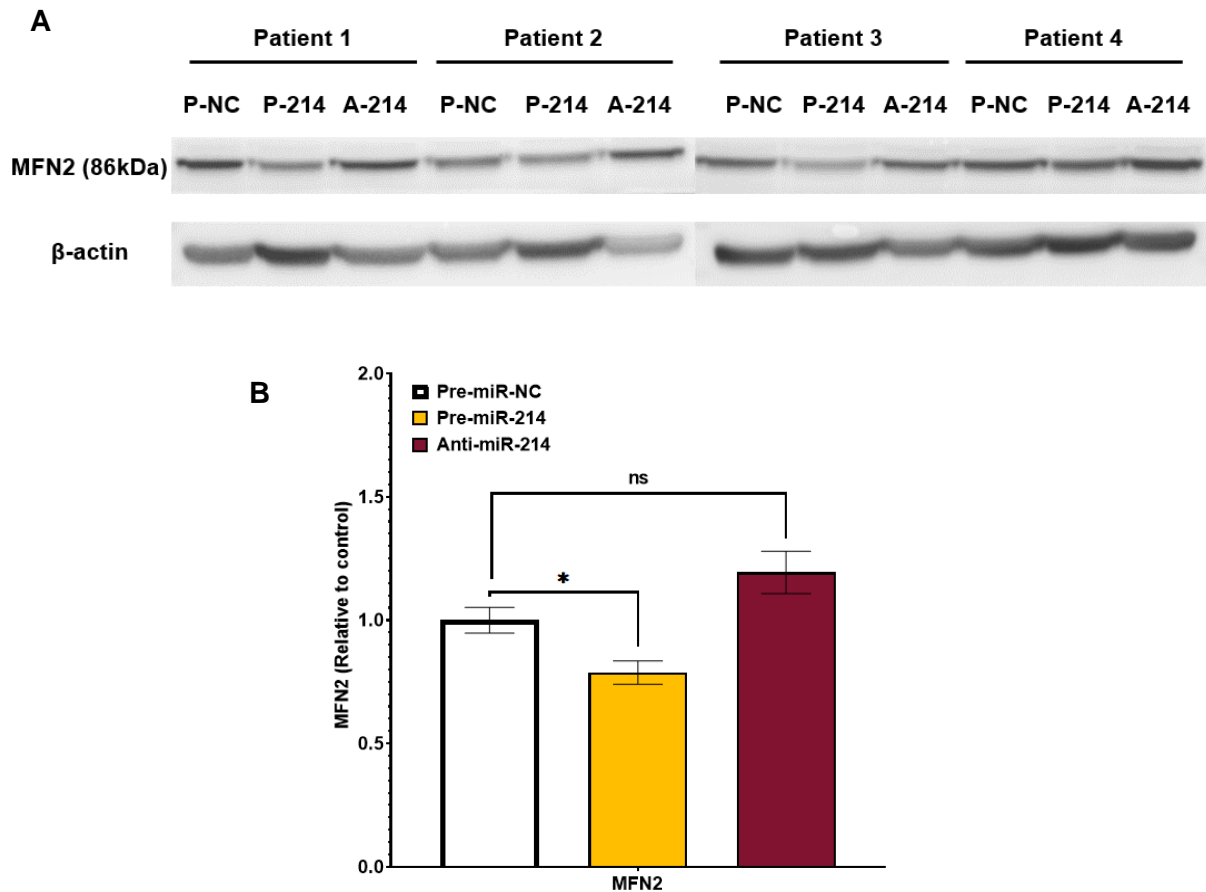 A
Patient 1 Patient 2 Patient 3 Patient 4
P-NC P-214 A-214 P-NC P-214 A-214 P-NC P-214 A-214 P-NC P-214 A-214
MFN2 (86kDa)
β-actin
B
2.0
1.5
1.0
0.5
0.0
MFN2 (Relative to control)
Pre-miR-NC
Pre-miR-214
Anti-miR-214
ns
*
MFN2